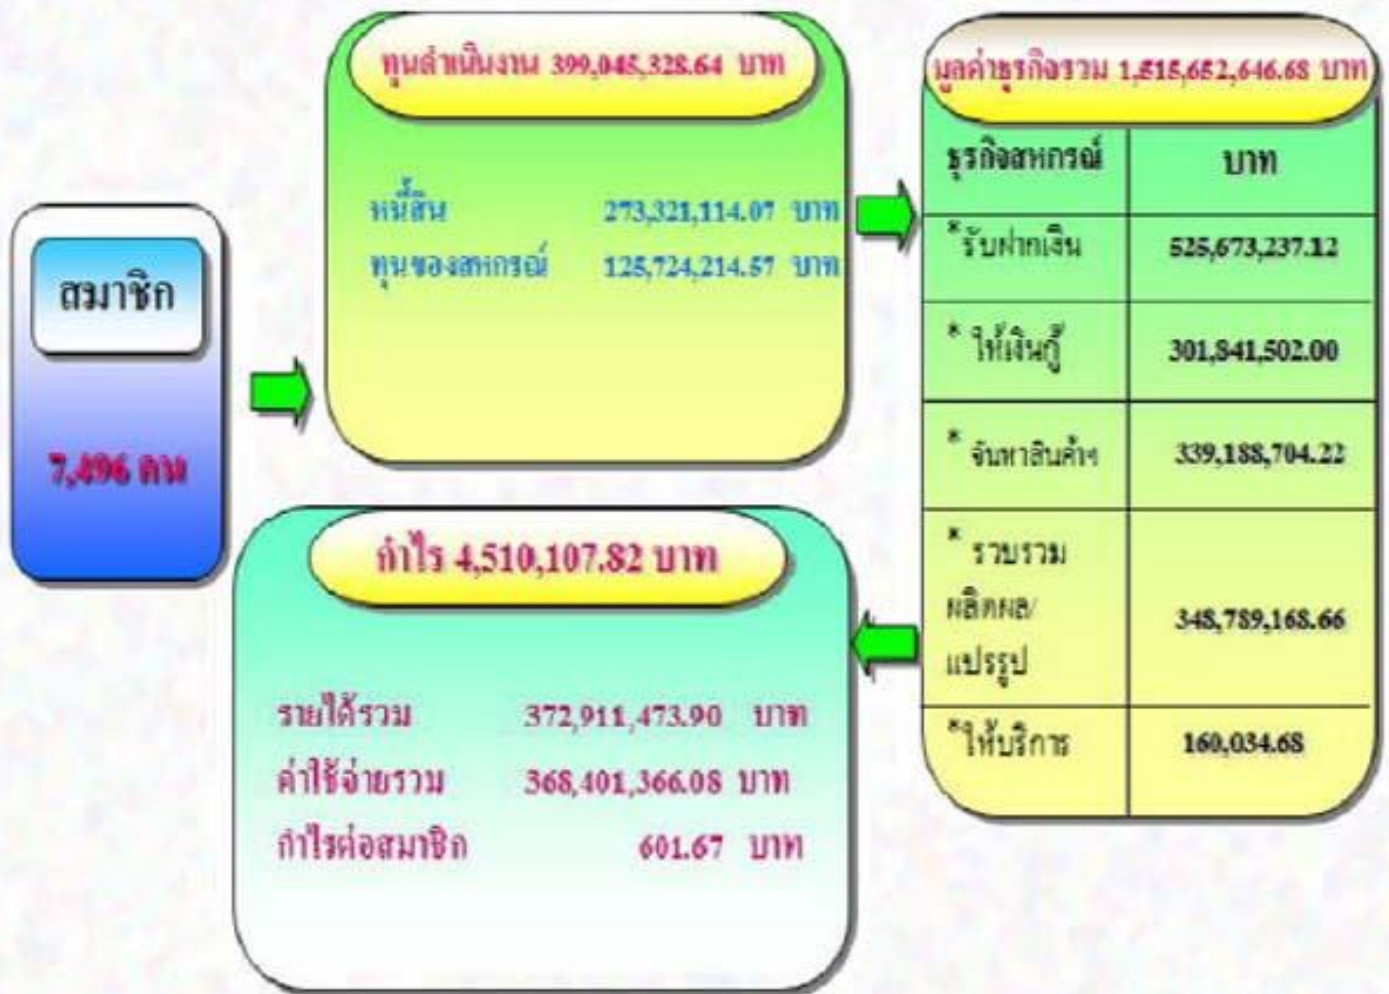 สมาชิก
7,496 คน
ทุนดำเนินงาน 399,045,328.64 บาท
หนี้สิน 273,321,114.07 บาท
ทุนของสหกรณ์ 125,724,214.57 บาท
มูลค่าธุรกิจรวม 1,515,652,646.68 บาท
ธุรกิจสหกรณ์ บาท
*รับฝากเงิน 525,673,237.12
* ให้เงินกู้ 301,841,502.00
* จัดหาสินค้าฯ 339,188,704.22
* รวบรวม
ผลิตผล/ 348,789,168.66
แปรรูป
*ให้บริการ 160,034.68
กำไร 4,510,107.82 บาท
รายได้รวม 372,911,473.90 บาท
ค่าใช้จ่ายรวม 368,401,366.08 บาท
กำไรต่อสมาชิก 601.67 บาท